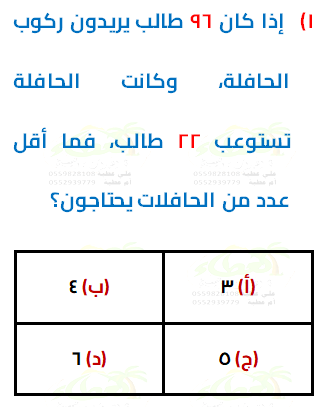 ١) إذا كان ٩٦ طالب يريدون ركوب
الحافلة، وكانت الحافلة
تستوعب ٢٢ طالب، فما أقل
عدد من الحافلات يحتاجون؟
(أ) ٣
(ب) ٤
(ج) ٥
(د) ٦